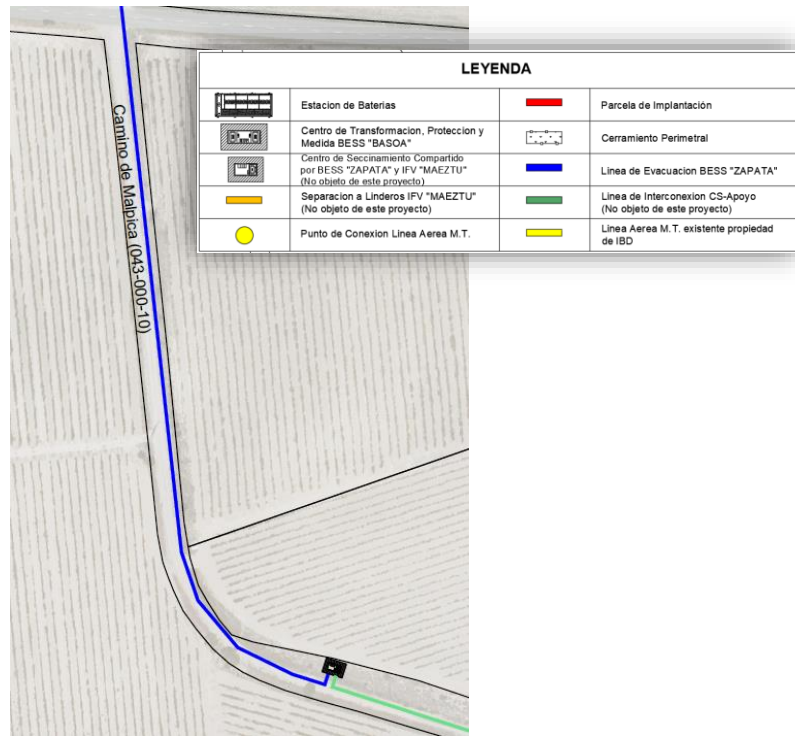 LEYENDA
Estacion de Baterias
Parcela de Implantación
Centro de Transformacion, Proteccion y
Medida BESS "BASOA"
Cerramiento Perimetral
Centro de Seccinamiento Compartido
por BESS "ZAPATA" y IFV "MAEZTU"
(No objeto de este proyecto)
Linea de Evacuacion BESS "ZAPATA"
Separacion a Linderos IFV "MAEZTU"
(No objeto de este proyecto)
Linea de Interconexion CS-Apoyo
(No objeto de este proyecto)
Punto de Conexion Linea Aerea M.T.
Linea Aerea M.T. existente propiedad
de IBD
Camino de Malpica (043-000-10)